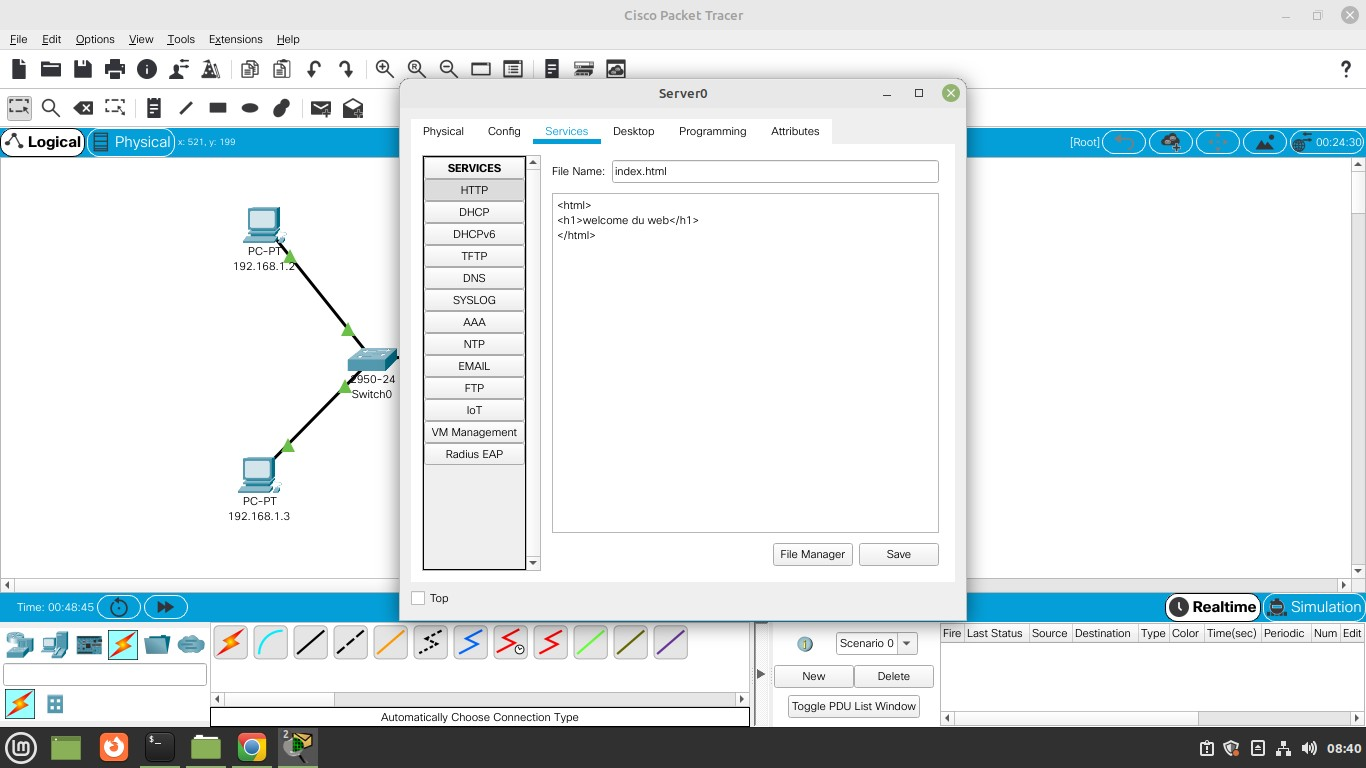 Cisco Packet Tracer
File Edit Options View Tools Extensions Help
Server0
Physical Config Services Desktop Programming Attributes
Logical Physical x: 521, y: 199
[Root] 00:24:30
SERVICES
HTTP
DHCP
DHCPv6
TFTP
DNS
SYSLOG
AAA
NTP
EMAIL
FTP
IoT
VM Management
Radius EAP
File Name: index.html
<html>
<h1>welcome du web</h1>
</html>
File Manager Save
Top
PC-PT
192.168.1.2
2950-24
Switch0
PC-PT
192.168.1.3
Time: 00:48:45
Realtime Simulation
Automatically Choose Connection Type
Scenario 0
New Delete
Toggle PDU List Window
Fire Last Status Source Destination Type Color Time(sec) Periodic Num Edit
2
08:40